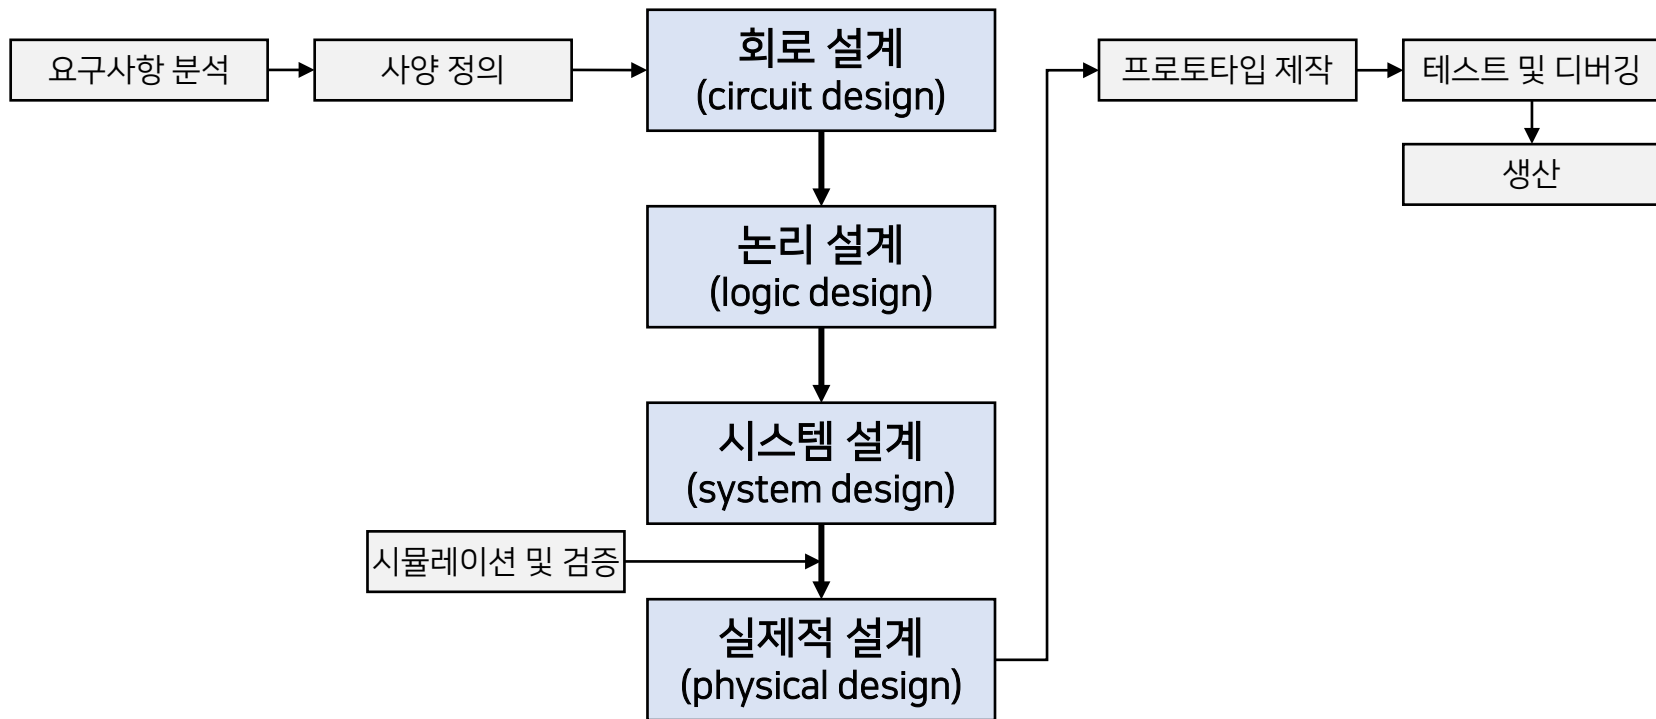 요구사항 분석
사양 정의
회로 설계
(circuit design)
논리 설계
(logic design)
시스템 설계
(system design)
시뮬레이션 및 검증
실제적 설계
(physical design)
프로토타입 제작
테스트 및 디버깅
생산